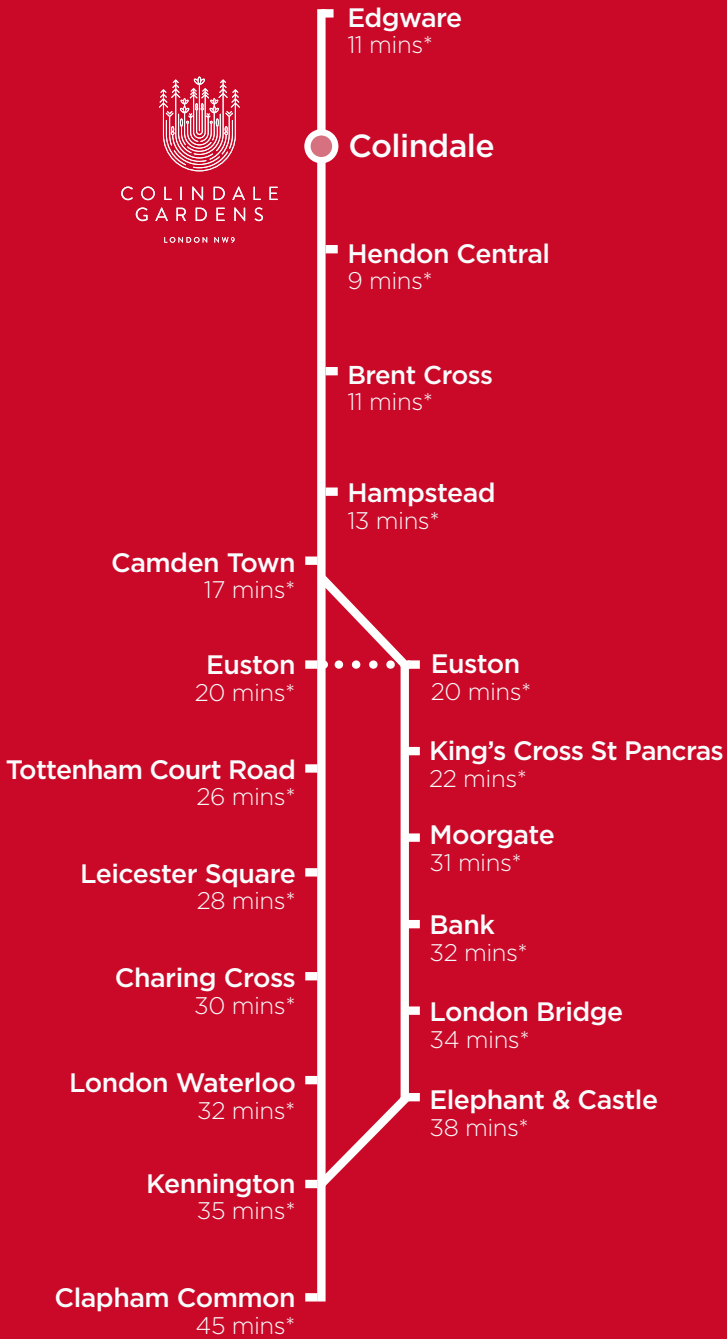 Edgware
11 mins*
COLINDALE
GARDENS
LONDON NW9
Colindale
Hendon Central
9 mins*
Brent Cross
11 mins*
Hampstead
13 mins*
Camden Town
17 mins*
Euston
20 mins*
Tottenham Court Road
26 mins*
Leicester Square
28 mins*
Charing Cross
30 mins*
London Waterloo
32 mins*
Kennington
35 mins*
Clapham Common
45 mins*
Euston
20 mins*
King's Cross St Pancras
22 mins*
Moorgate
31 mins*
Bank
32 mins*
London Bridge
34 mins*
Elephant & Castle
38 mins*